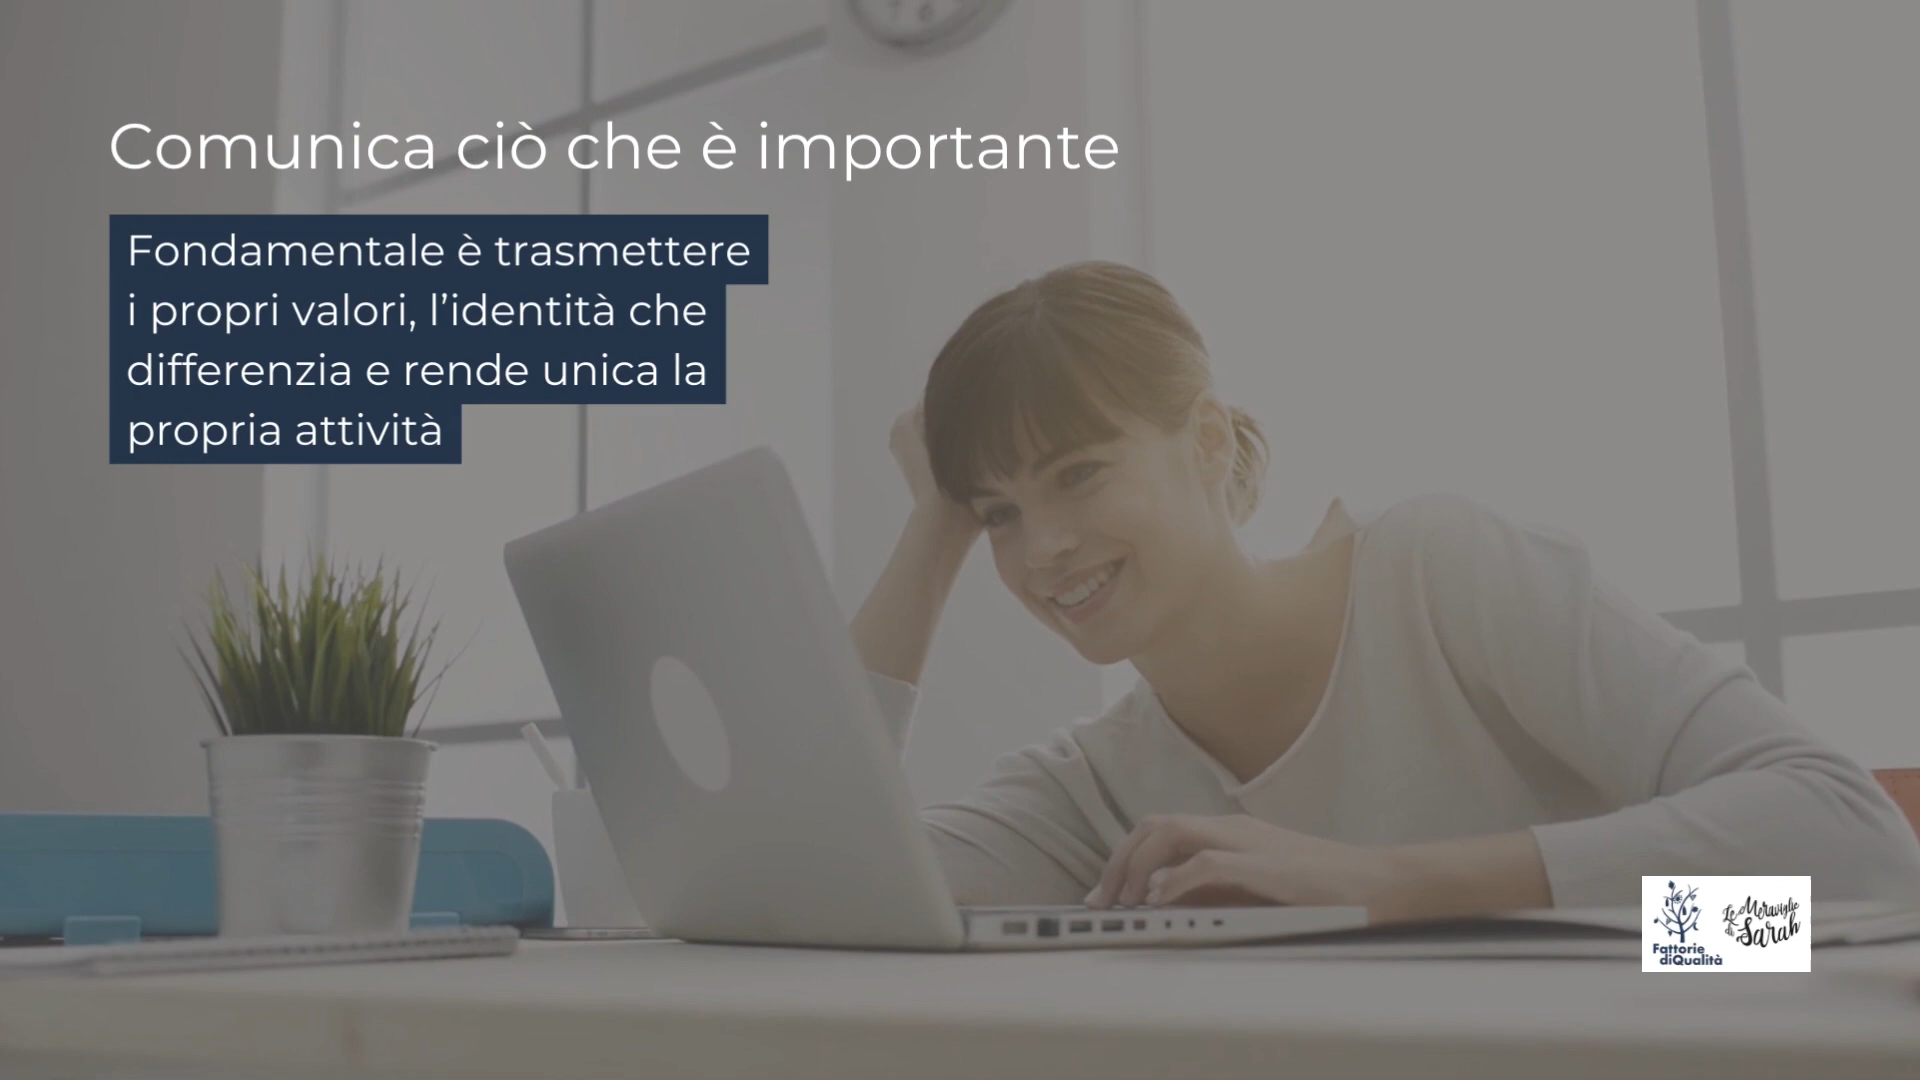 Comunica ciò che è importante
Fondamentale è trasmettere
i propri valori, l’identità che
differenzia e rende unica la
propria attività
Fattorie
diQualità
Le Meraviglie
di Sarah